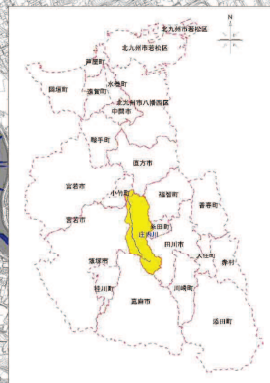 N
北九州市若松区
北九州市若松区
芦屋町
水巻町
岡垣町
遠賀町
北九州市八幡西区
中間市
鞍手町
直方市
宮若市
小竹町
福智町
香春町
宮若市
糸田町
庄内川
田川市
大任町
赤村
飯塚市
桂川町
川崎町
嘉麻市
添田町